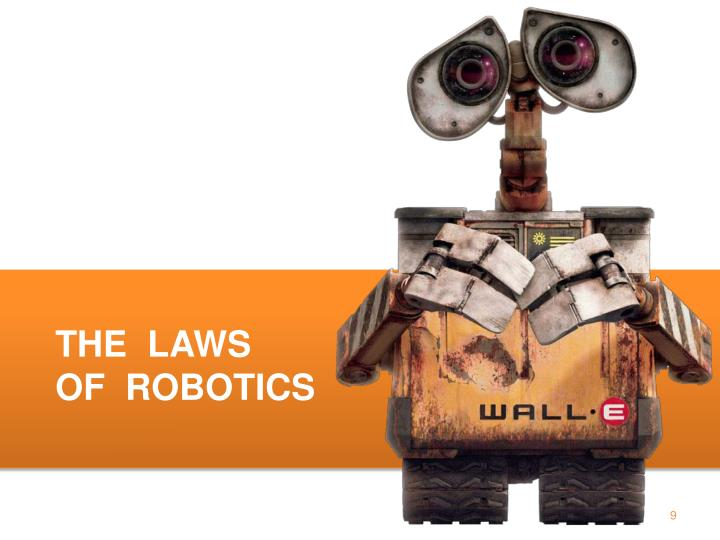 THE LAWS
OF ROBOTICS
WALL·E
9